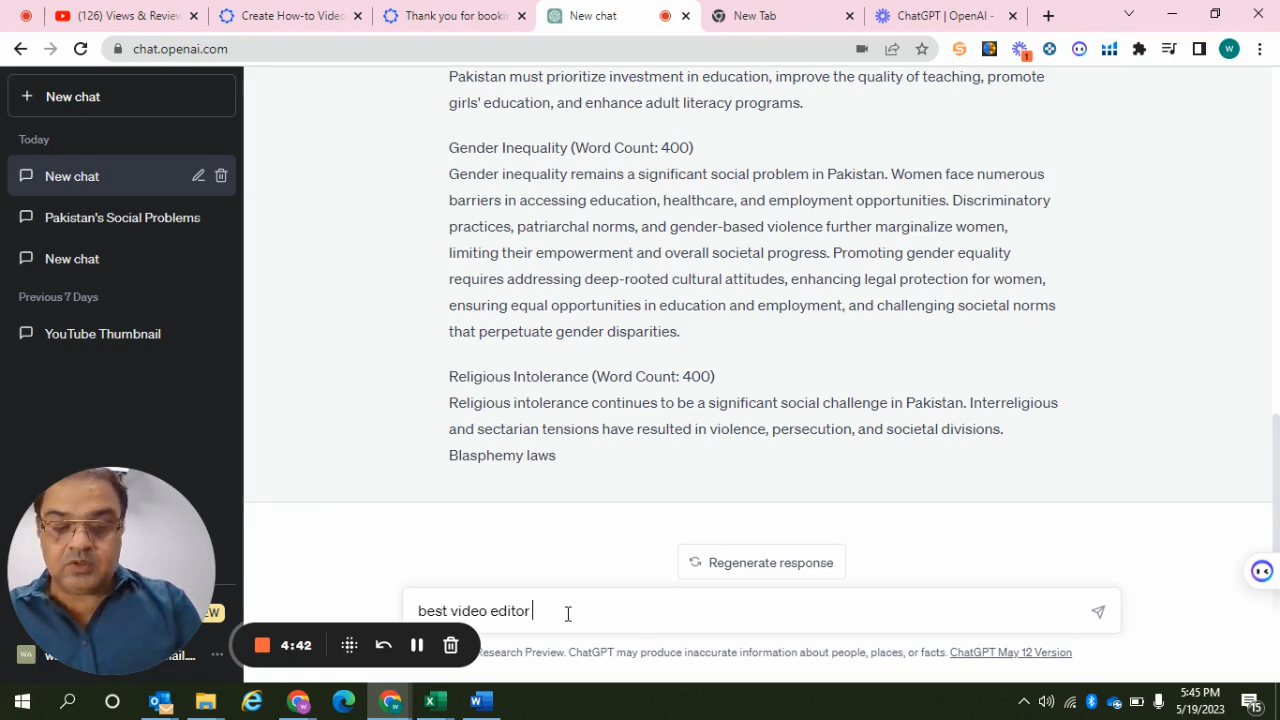 (126) Views & Review
Create How-to Video
Thank you for bookin
New chat
New Tab
ChatGPT | OpenAI -
chat.openai.com
1
W
+ New chat
Today
New chat
Pakistan's Social Problems
New chat
Previous 7 Days
YouTube Thumbnail
Pakistan must prioritize investment in education, improve the quality of teaching, promote
girls' education, and enhance adult literacy programs.
Gender Inequality (Word Count: 400)
Gender inequality remains a significant social problem in Pakistan. Women face numerous
barriers in accessing education, healthcare, and employment opportunities. Discriminatory
practices, patriarchal norms, and gender-based violence further marginalize women,
limiting their empowerment and overall societal progress. Promoting gender equality
requires addressing deep-rooted cultural attitudes, enhancing legal protection for women,
ensuring equal opportunities in education and employment, and challenging societal norms
that perpetuate gender disparities.
Religious Intolerance (Word Count: 400)
Religious intolerance continues to be a significant social challenge in Pakistan. Interreligious
and sectarian tensions have resulted in violence, persecution, and societal divisions.
Blasphemy laws
Regenerate response
best video editor
EW
4:42
WA
mail....
Research Preview. ChatGPT may produce inaccurate information about people, places, or facts. ChatGPT May 12 Version
5:45 PM
5/19/2023
15